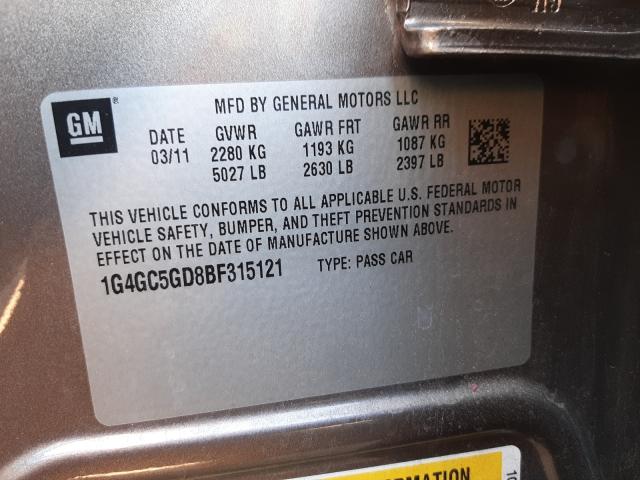 GM
MFD BY GENERAL MOTORS LLC
DATE GVWR GAWR FRT GAWR RR
03/11 2280 KG 1193 KG 1087 KG
5027 LB 2630 LB 2397 LB
THIS VEHICLE CONFORMS TO ALL APPLICABLE U.S. FEDERAL MOTOR
VEHICLE SAFETY, BUMPER, AND THEFT PREVENTION STANDARDS IN
EFFECT ON THE DATE OF MANUFACTURE SHOWN ABOVE.
1G4GC5GD8BF315121 TYPE: PASS CAR